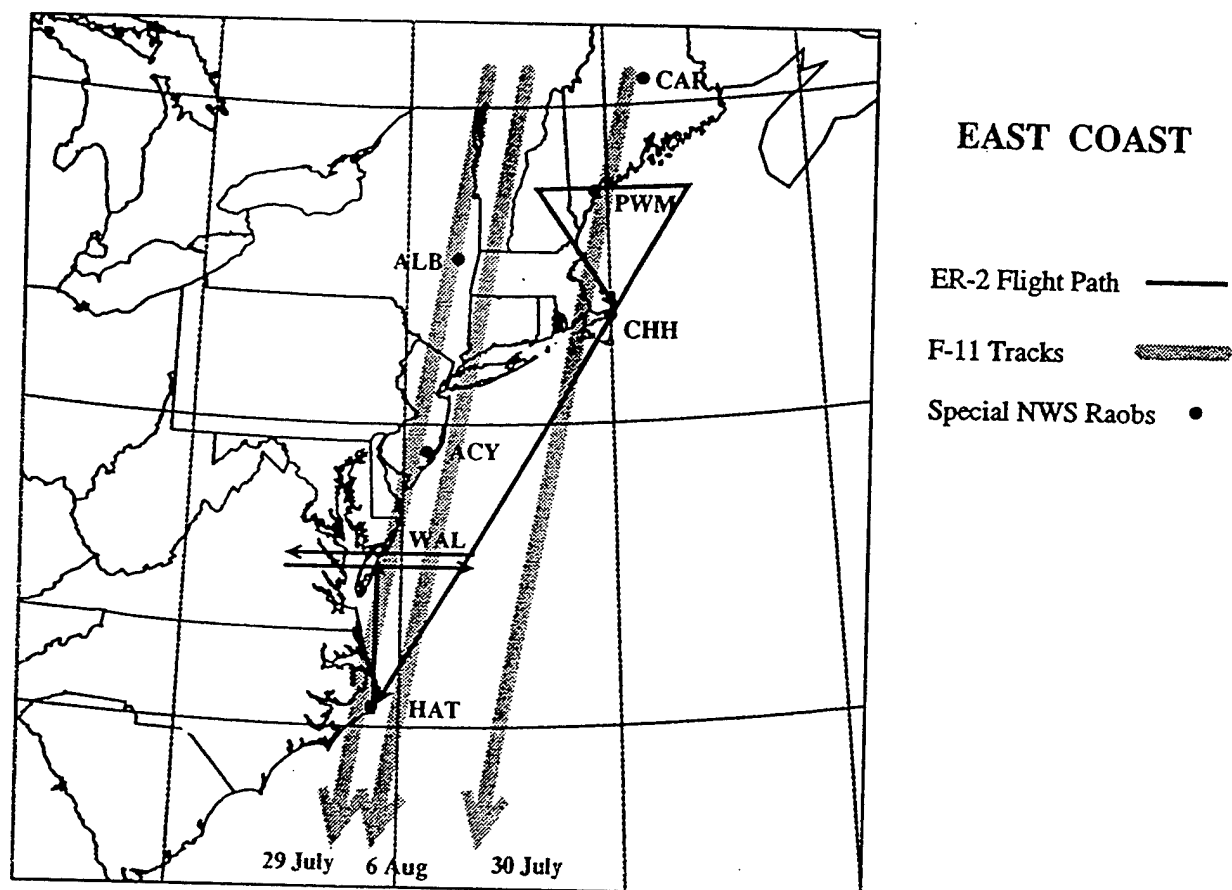 CAR
EAST COAST
PWM
ALB
ER-2 Flight Path
CHH
F-11 Tracks
Special NWS Raobs
ACY
WAL
HAT
29 July
6 Aug
30 July